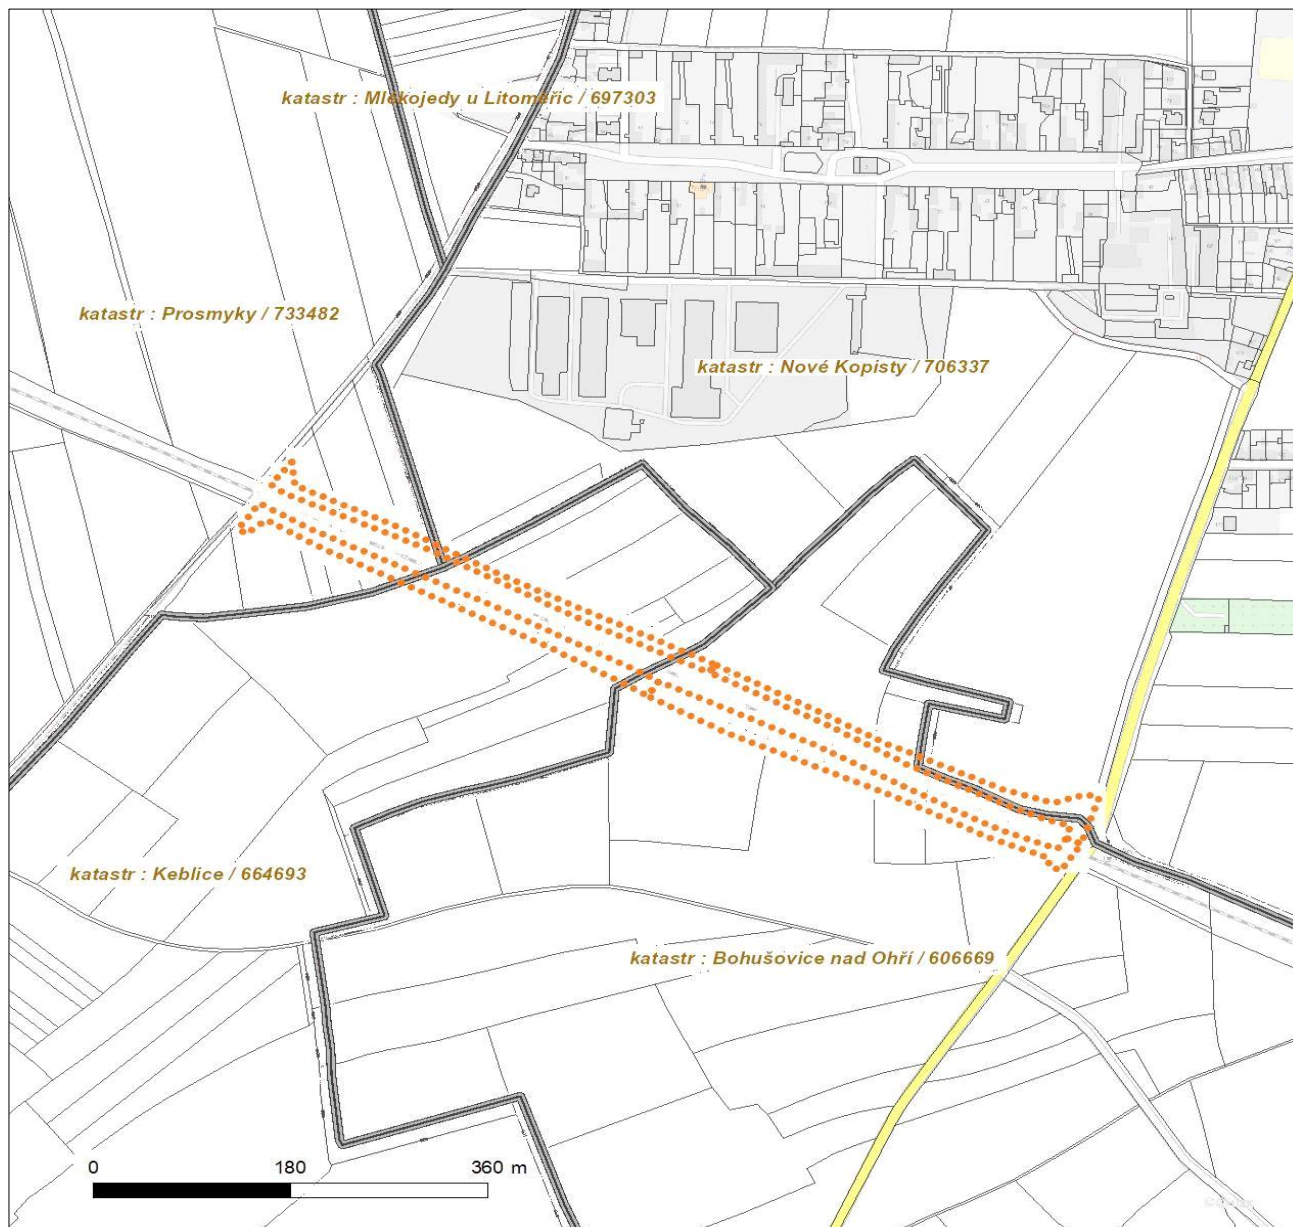 katastr : Mlékojedy u Litoměřic / 697303
katastr : Prosmyky / 733482
katastr : Nové Kopisty / 706337
katastr : Keblice / 664693
katastr : Bohušovice nad Ohří / 606669
0 180 360 m